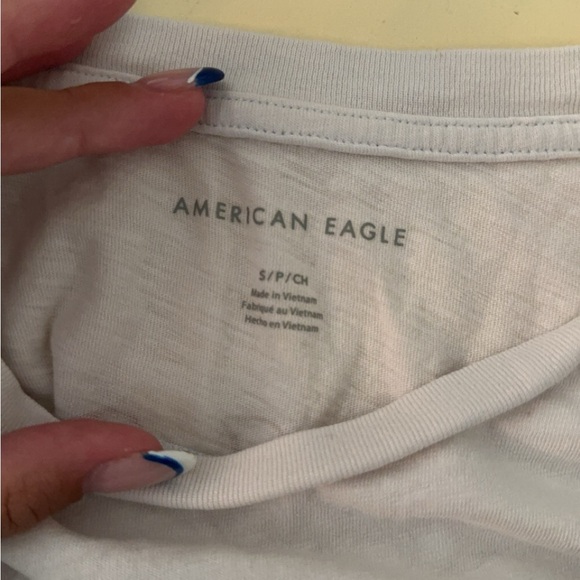 AMERICAN EAGLE
S/P/CH
Made in Vietnam
Fabriqué au Vietnam
Hecho en Vietnam